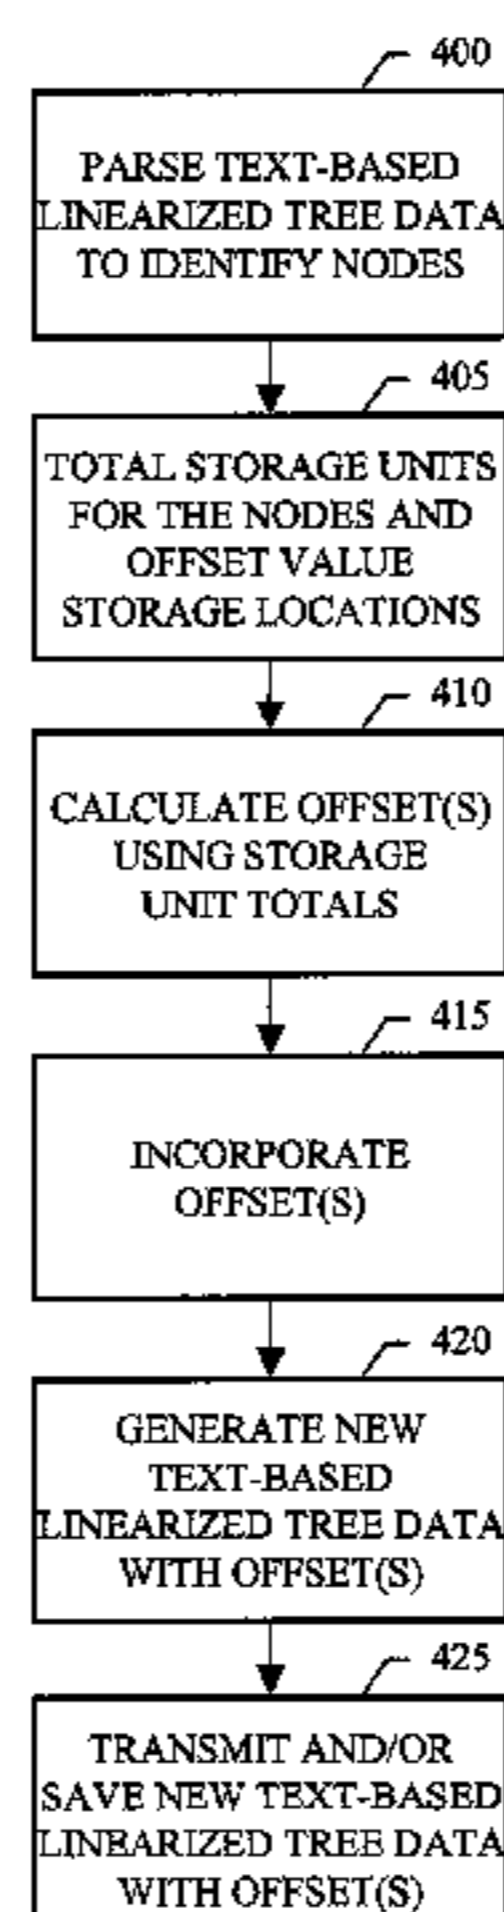 400
PARSE TEXT-BASED
LINEARIZED TREE DATA
TO IDENTIFY NODES
405
TOTAL STORAGE UNITS
FOR THE NODES AND
OFFSET VALUE
STORAGE LOCATIONS
410
CALCULATE OFFSET(S)
USING STORAGE
UNIT TOTALS
415
INCORPORATE
OFFSET(S)
420
GENERATE NEW
TEXT-BASED
LINEARIZED TREE DATA
WITH OFFSET(S)
425
TRANSMIT AND/OR
SAVE NEW TEXT-BASED
LINEARIZED TREE DATA
WITH OFFSET(S)